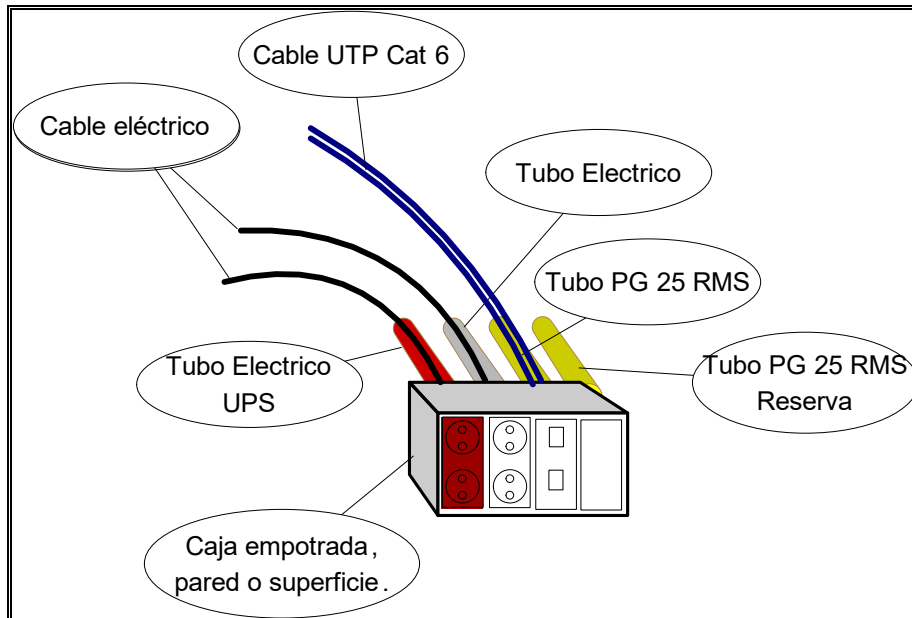 Cable UTP Cat 6
Cable eléctrico
Tubo Electrico
Tubo PG 25 RMS
Tubo Electrico
UPS
Tubo PG 25 RMS
Reserva
Caja empotrada,
pared o superficie.